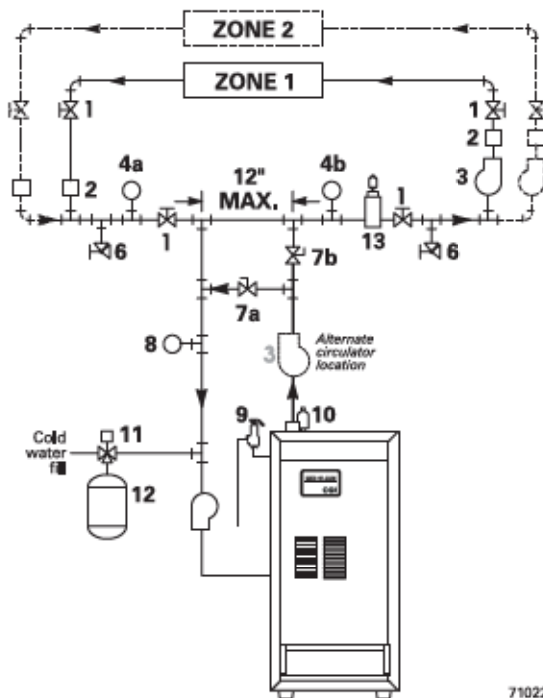 ZONE 2
ZONE 1
1
1
2
2
3
4a
12"
MAX.
4b
1
1
6
13
6
7b
7a
8
3
Alternate
circulator
location
9
10
11
Cold
water
fill
12
CGi